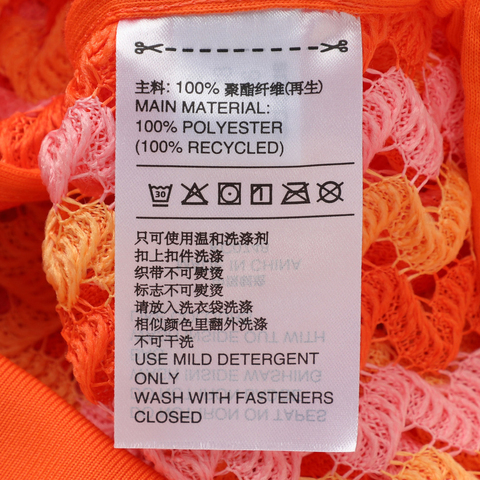 主料: 100% 聚酯纤维(再生)
MAIN MATERIAL:
100% POLYESTER
(100% RECYCLED)
30
只可使用温和洗涤剂
扣上扣件洗涤
织带不可熨烫
标志不可熨烫
请放入洗衣袋洗涤
相似颜色里翻外洗涤
不可干洗
USE MILD DETERGENT
ONLY
WASH WITH FASTENERS
CLOSED